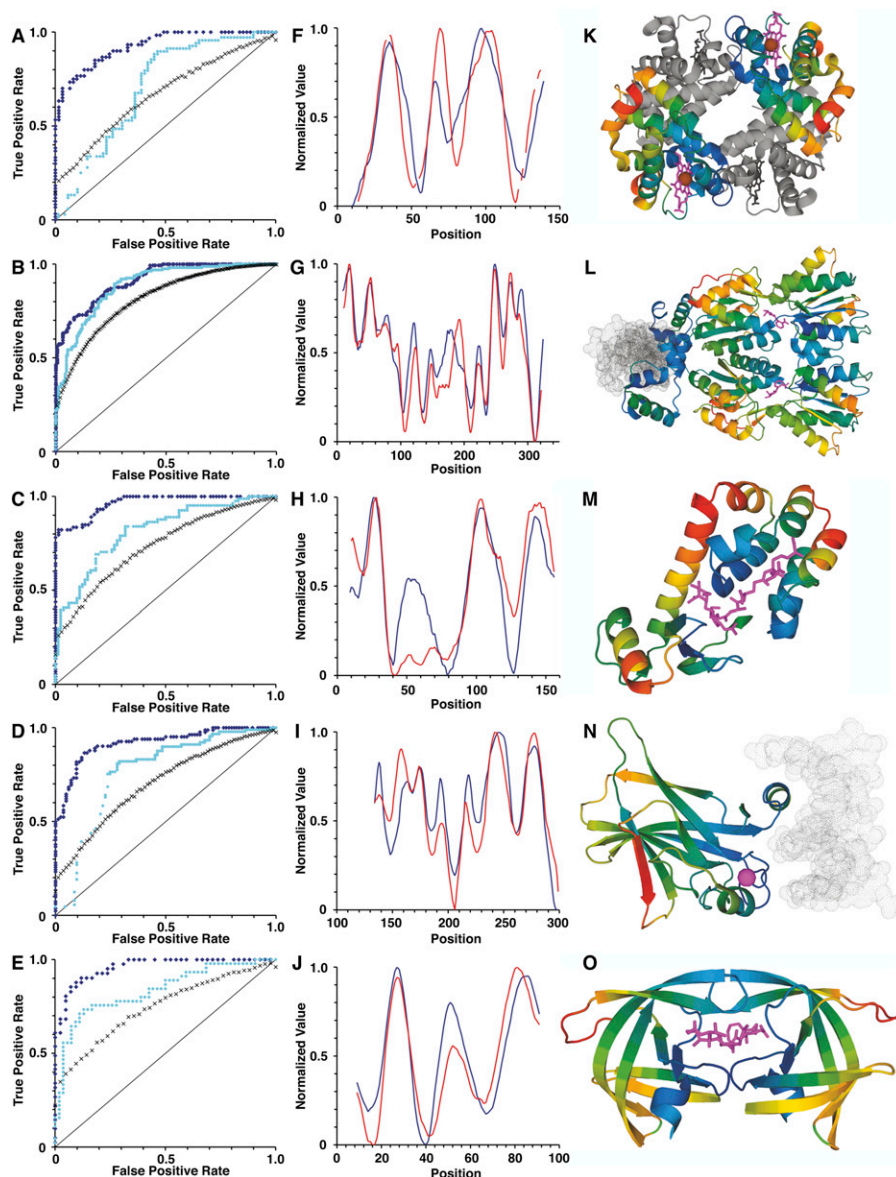 A
True Positive Rate
1.0
0.5
0
0
0.5
1.0
False Positive Rate
F
Normalized Value
1.0
0.5
0
0
50
100
150
Position
K
B
True Positive Rate
1.0
0.5
0
0
0.5
1.0
False Positive Rate
G
Normalized Value
1.0
0.5
0
0
100
200
300
Position
L
C
True Positive Rate
1.0
0.5
0
0
0.5
1.0
False Positive Rate
H
Normalized Value
1.0
0.5
0
0
50
100
150
Position
M
D
True Positive Rate
1.0
0.5
0
0
0.5
1.0
False Positive Rate
I
Normalized Value
1.0
0.5
0
100
150
200
250
300
Position
N
E
True Positive Rate
1.0
0.5
0
0
0.5
1.0
False Positive Rate
J
Normalized Value
1.0
0.5
0
0
20
40
60
80
100
Position
O